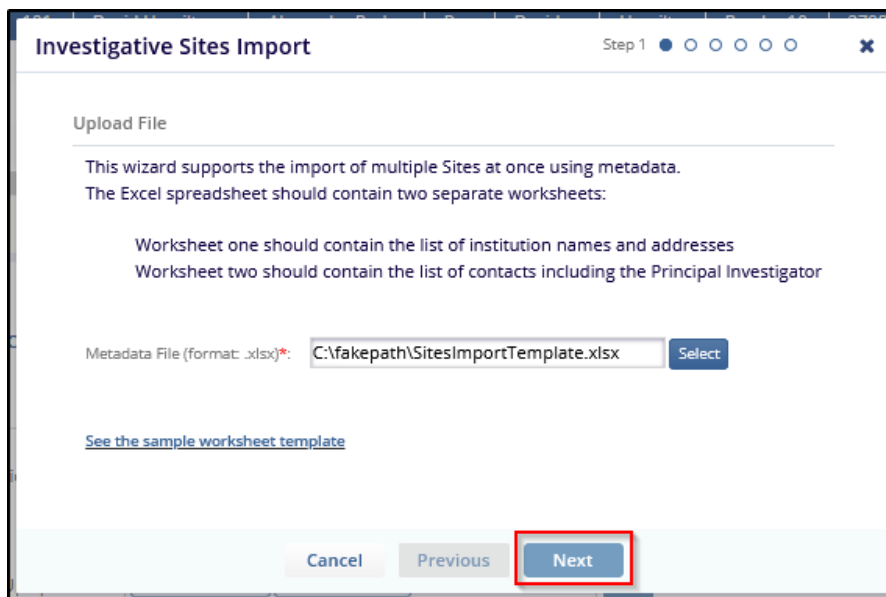 Investigative Sites Import
Step 1
Upload File
This wizard supports the import of multiple Sites at once using metadata.
The Excel spreadsheet should contain two separate worksheets:
Worksheet one should contain the list of institution names and addresses
Worksheet two should contain the list of contacts including the Principal Investigator
Metadata File (format: .xlsx)*: C:\fakepath\SitesImportTemplate.xlsx Select
See the sample worksheet template
Cancel Previous Next